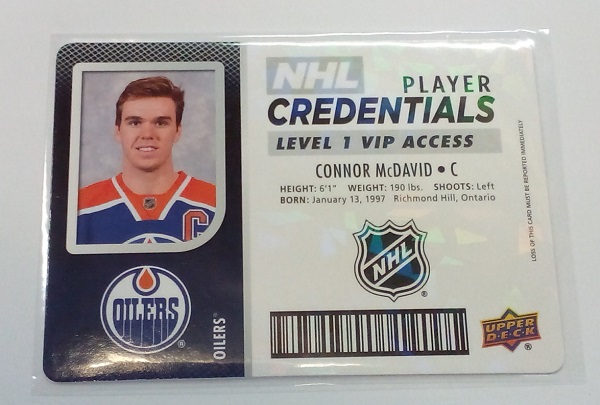 NHL
PLAYER
CREDENTIALS
LEVEL 1 VIP ACCESS
CONNOR McDAVID • C
HEIGHT: 6'1" WEIGHT: 190 lbs. SHOOTS: Left
BORN: January 13, 1997 Richmond Hill, Ontario
LOSS OF THIS CARD MUST BE REPORTED IMMEDIATELY
C
NHL
®
OILERS
®
OILERS®
UPPER
D·E·C·K
®